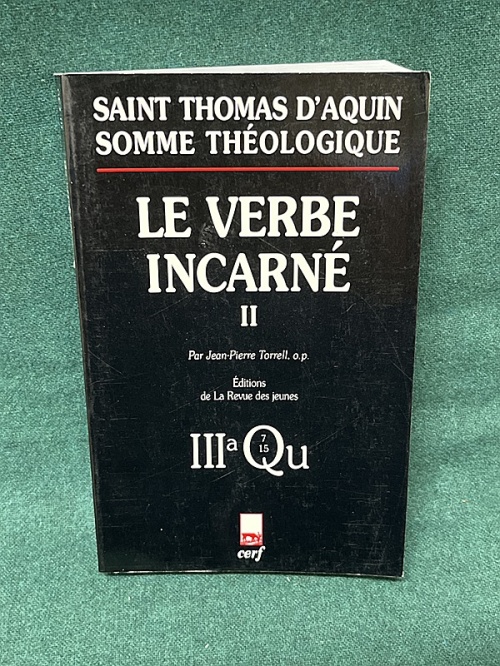 SAINT THOMAS D'AQUIN
SOMME THÉOLOGIQUE
LE VERBE
INCARNÉ
II
Par Jean-Pierre Torrell, o.p.
Éditions
de La Revue des jeunes
IIIa Qu
7
15
cerf